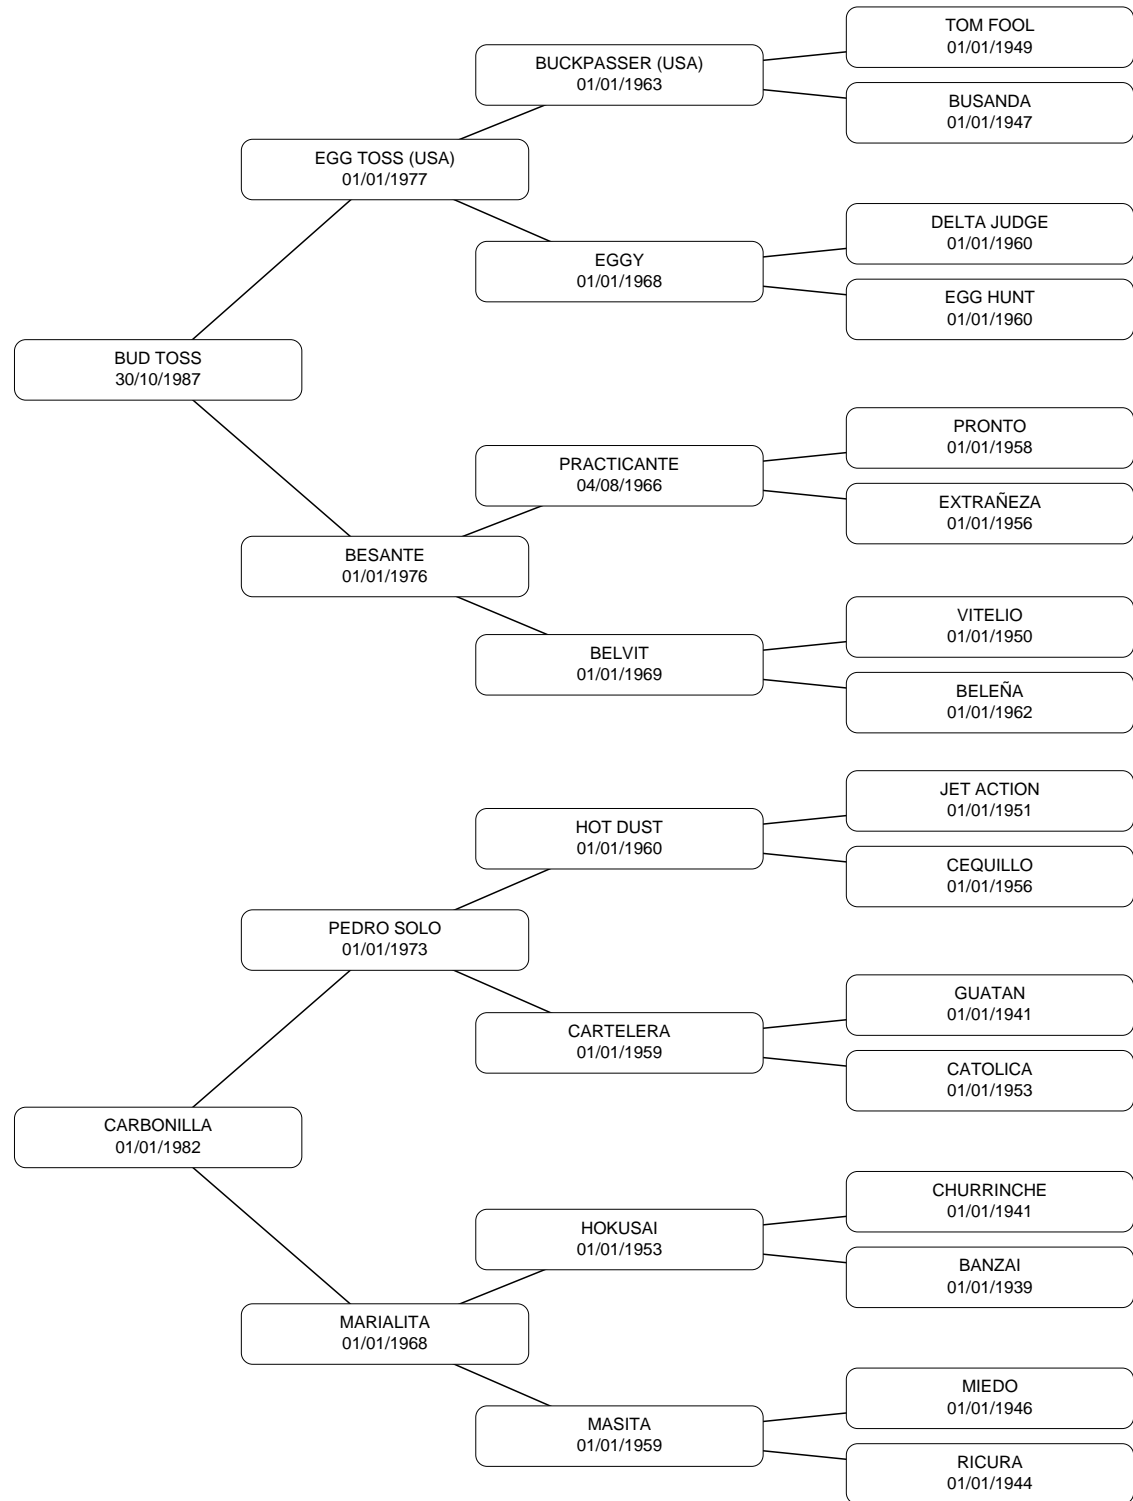 TOM FOOL
01/01/1949
BUCKPASSER (USA)
01/01/1963
BUSANDA
01/01/1947
EGG TOSS (USA)
01/01/1977
DELTA JUDGE
01/01/1960
EGGY
01/01/1968
EGG HUNT
01/01/1960
BUD TOSS
30/10/1987
PRONTO
01/01/1958
PRACTICANTE
04/08/1966
EXTRAÑEZA
01/01/1956
BESANTE
01/01/1976
VITELIO
01/01/1950
BELVIT
01/01/1969
BELEÑA
01/01/1962
JET ACTION
01/01/1951
HOT DUST
01/01/1960
CEQUILLO
01/01/1956
PEDRO SOLO
01/01/1973
GUATAN
01/01/1941
CARTELERA
01/01/1959
CATOLICA
01/01/1953
CARBONILLA
01/01/1982
CHURRINCHE
01/01/1941
HOKUSAI
01/01/1953
BANZAI
01/01/1939
MARIALITA
01/01/1968
MIEDO
01/01/1946
MASITA
01/01/1959
RICURA
01/01/1944